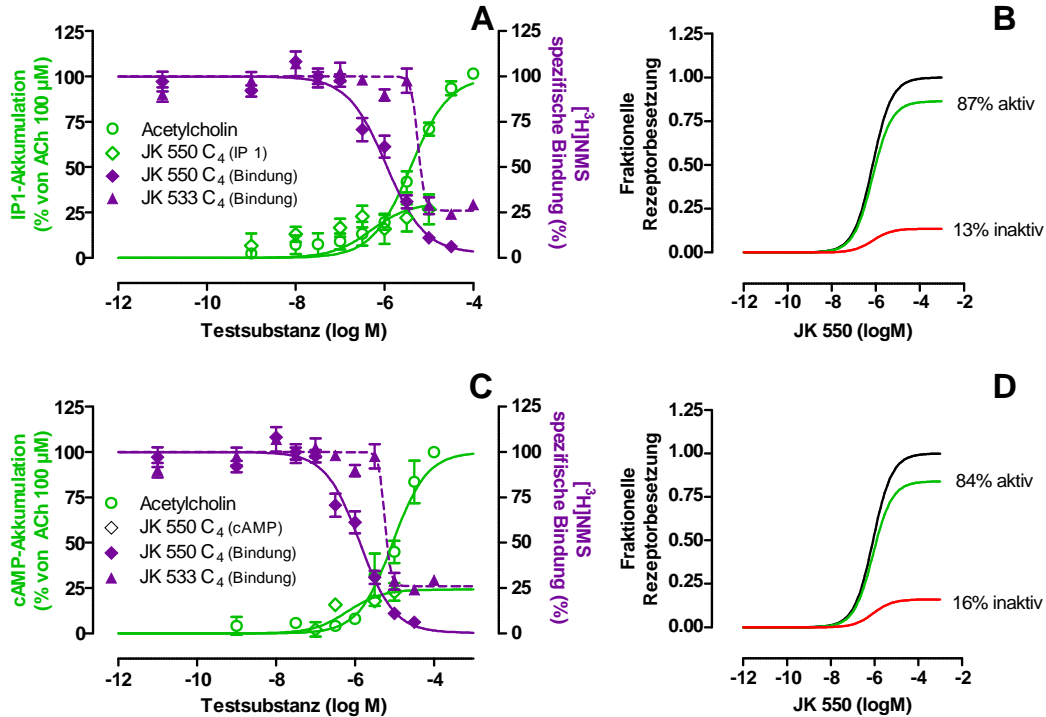 A
IP1-Akkumulation
(% von ACh 100 µM)
125
100
75
50
25
0
Acetylcholin
JK 550 C4 (IP 1)
JK 550 C4 (Bindung)
JK 533 C4 (Bindung)
125
100
75
50
25
0
[3H]NMS
spezifische Bindung (%)
-12
-10
-8
-6
-4
Testsubstanz (log M)
B
Fraktionelle
Rezeptorbesetzung
1.25
1.00
0.75
0.50
0.25
0.00
87% aktiv
13% inaktiv
-12
-10
-8
-6
-4
-2
JK 550 (logM)
C
cAMP-Akkumulation
(% von ACh 100 µM)
125
100
75
50
25
0
Acetylcholin
JK 550 C4 (cAMP)
JK 550 C4 (Bindung)
JK 533 C4 (Bindung)
125
100
75
50
25
0
[3H]NMS
spezifische Bindung (%)
-12
-10
-8
-6
-4
Testsubstanz (log M)
D
Fraktionelle
Rezeptorbesetzung
1.25
1.00
0.75
0.50
0.25
0.00
84% aktiv
16% inaktiv
-12
-10
-8
-6
-4
-2
JK 550 (logM)